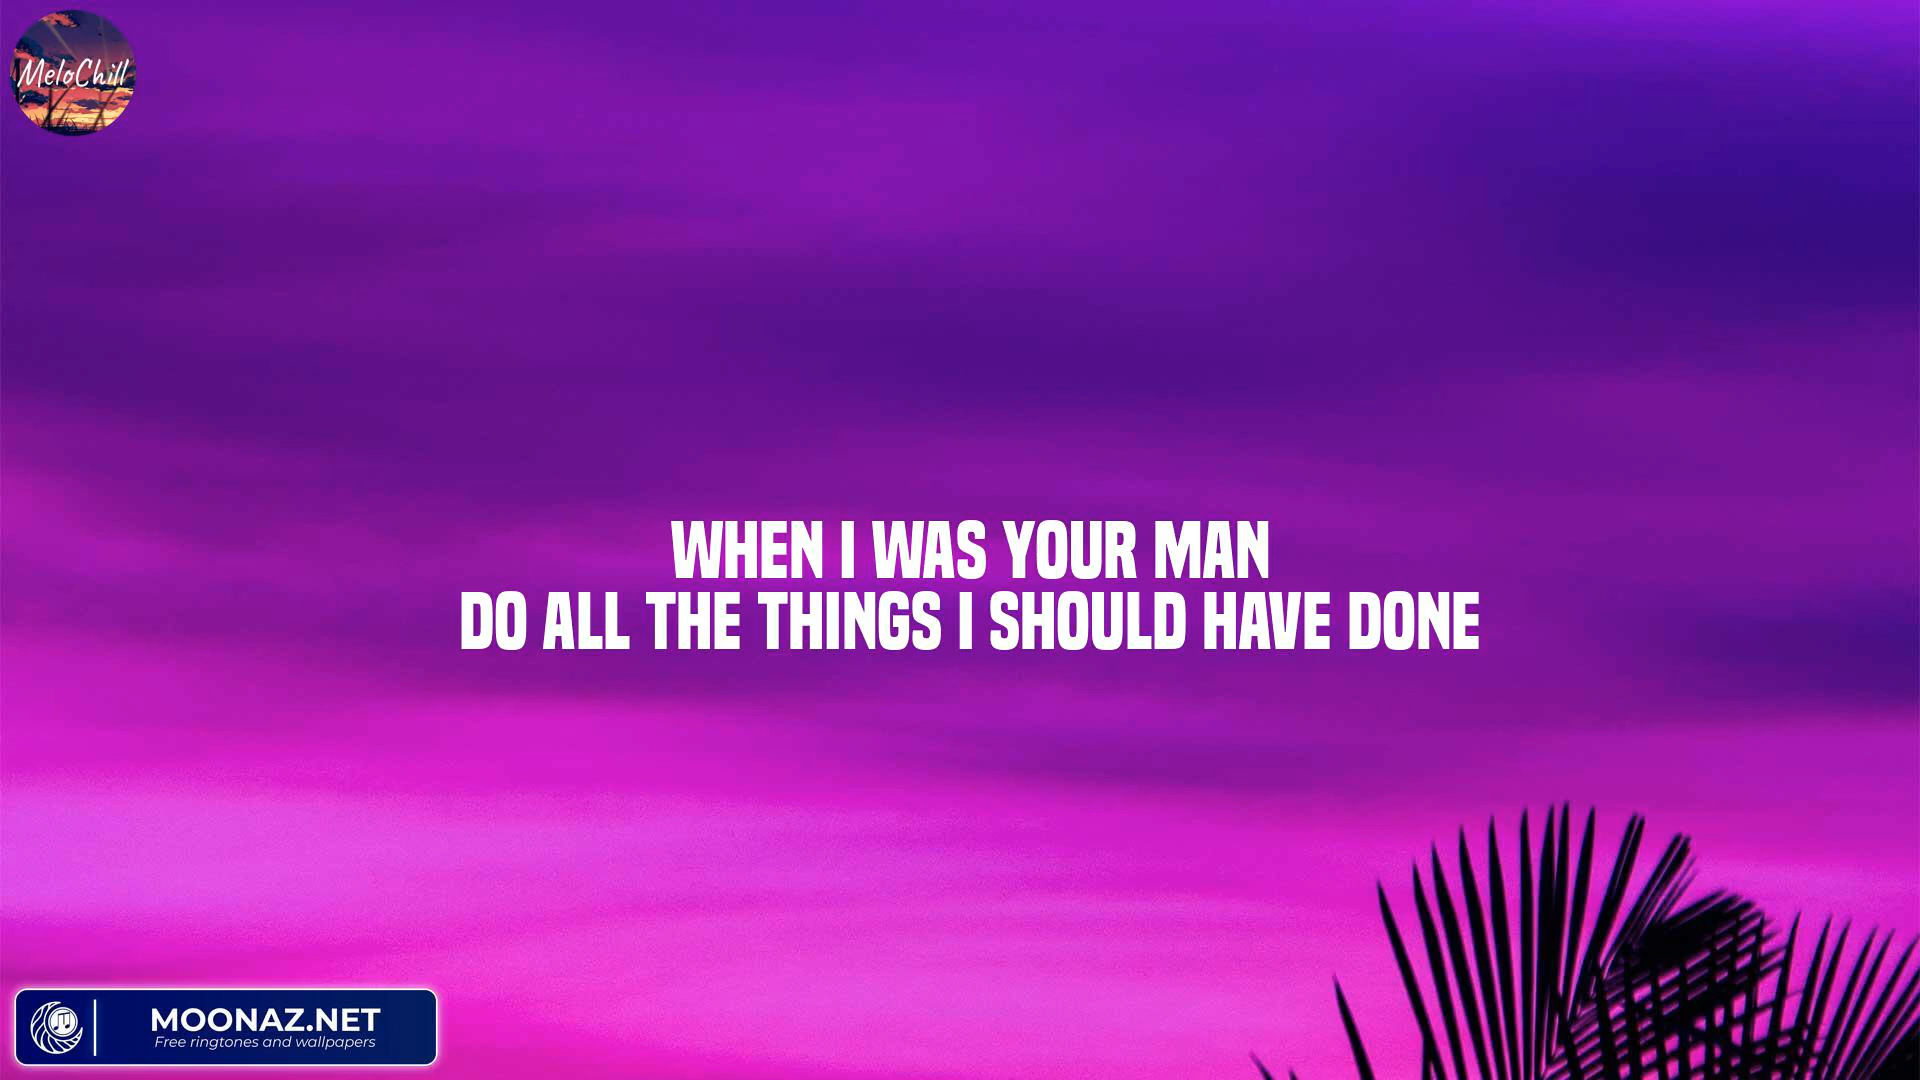 MeloChill
WHEN I WAS YOUR MAN
DO ALL THE THINGS I SHOULD HAVE DONE
MOONAZ.NET
Free ringtones and wallpapers